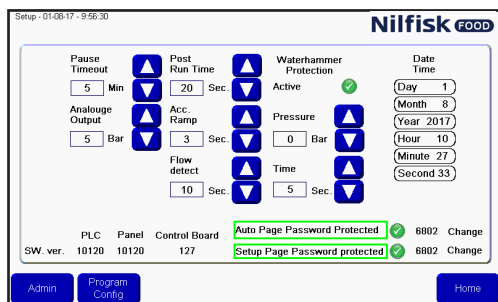 Setup - 01-08-17 - 9:56:30
Nilfisk FOOD
Pause Timeout
5 Min
Post Run Time
20 Sec.
Waterhammer Protection
Active
Date Time
Day 1
Month 8
Year 2017
Hour 10
Minute 27
Second 33
Analouge Output
5 Bar
Acc. Ramp
3 Sec.
Pressure
0 Bar
Flow detect
10 Sec.
Time
5 Sec.
PLC Panel Control Board
SW. ver. 10120 10120 127
Auto Page Password Protected 6802 Change
Setup Page Password protected 6802 Change
Admin
Program Config
Home